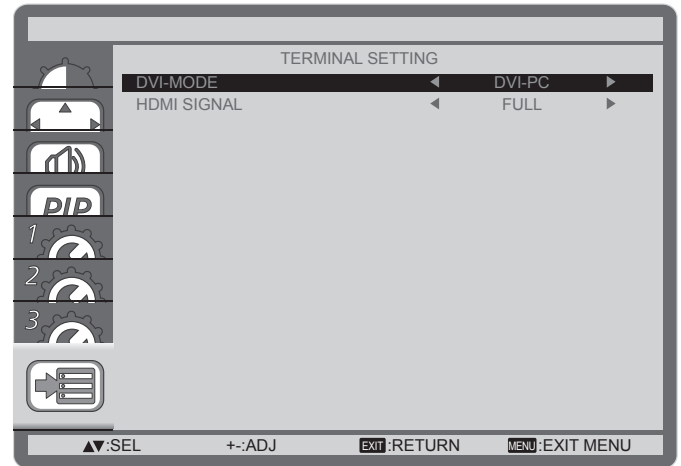 TERMINAL SETTING
DVI-MODE ◀ DVI-PC ▶
HDMI SIGNAL ◀ FULL ▶
PIP
1
2
3
▲▼:SEL +-:ADJ EXIT:RETURN MENU:EXIT MENU